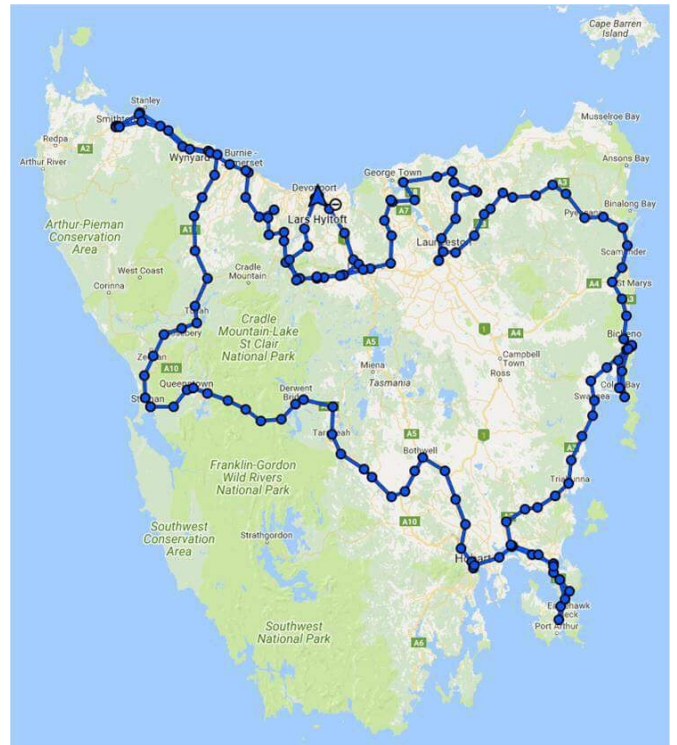 Cape Barren
Island
Stanley
Smithto
Musselroe Bay
Redpa
A2
Wynyard
Burnie -
merset
Ansons Bay
Arthur River
George Town
Devonport
A3
Binalong Bay
Lars Hyltoft
A7
Pyengana
Arthur-Pieman
Conservation
Area
Launceston
Scamander
West Coast
Cradle
Mountain
A4
St Marys
Corinna
Cradle
Mountain-Lake
St Clair
National Park
1
A4
Bicheno
A5
Campbell
Town
Miena
Ross
A10
Queenstown
Derwent
Tasmania
Coles Bay
Swansea
A5
1
Bothwell
Franklin-Gordon
Wild Rivers
National Park
Triabunna
A10
Southwest
Conservation
Area
Strathgordon
Hobart
Port Arthur
Southwest
National Park
A6